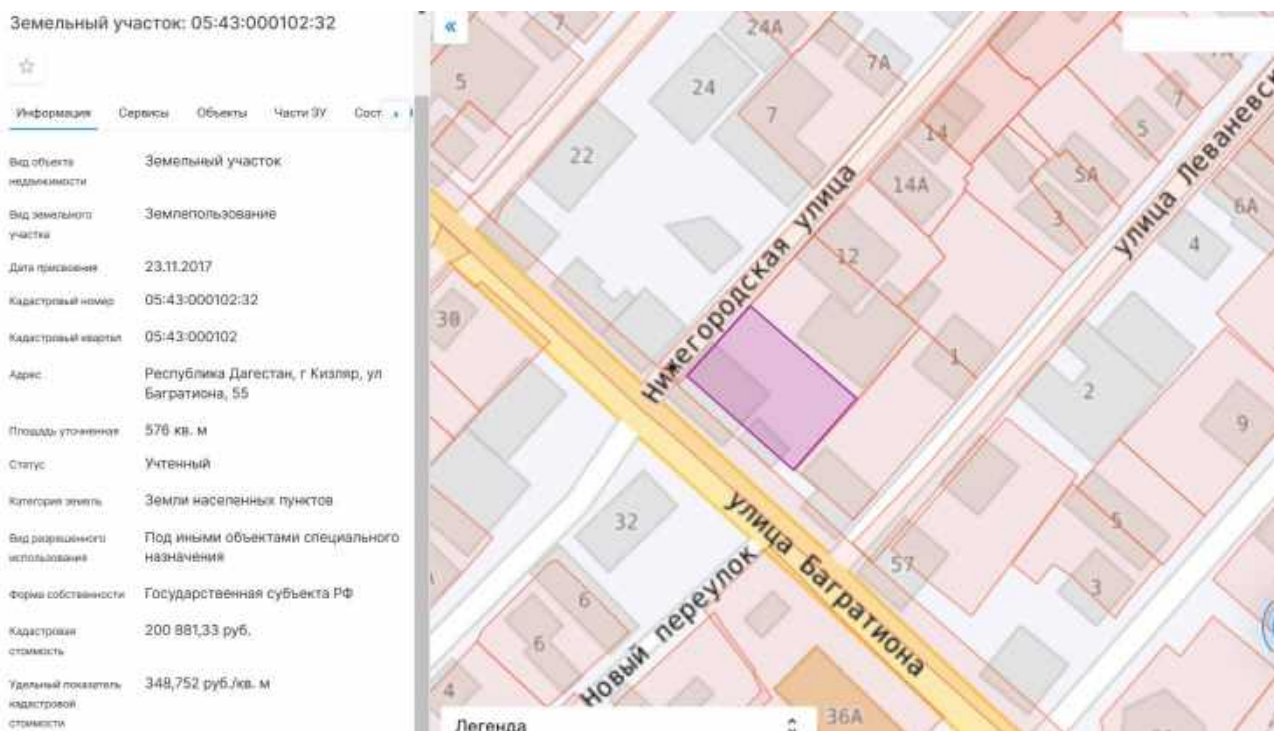 Земельный участок: 05:43:000102:32
Информация
Сервисы
Объекты
Части ЗУ
Сост
Вид объекта
недвижимости
Земельный участок
Вид земельного
участка
Землепользование
Дата присвоения
23.11.2017
Кадастровый номер
05:43:000102:32
Кадастровый квартал
05:43:000102
Адрес
Республика Дагестан, г Кизляр, ул
Багратиона, 55
Площадь уточненная
576 кв. м
Статус
Учтенный
Категория земель
Земли населенных пунктов
Вид разрешенного
использования
Под иными объектами специального
назначения
Форма собственности
Государственная субъекта РФ
Кадастровая
стоимость
200 881,33 руб.
Удельный показатель
кадастровой
стоимости
348,752 руб./кв. м
«
7
24А
7А
5
24
7
22
14
14А
7
5
5А
3
6А
4
12
1
2
9
5
3
57
38
32
6
6
4
36А
Нижегородская улица
улица Леваневск
улица Багратиона
Новый переулок
Легенда